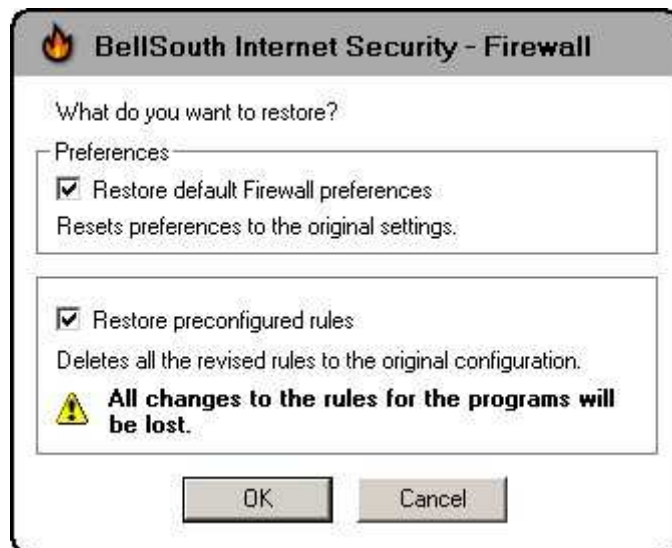 BellSouth Internet Security - Firewall
What do you want to restore?
Preferences
Restore default Firewall preferences
Resets preferences to the original settings.
Restore preconfigured rules
Deletes all the revised rules to the original configuration.
All changes to the rules for the programs will
be lost.
OK
Cancel